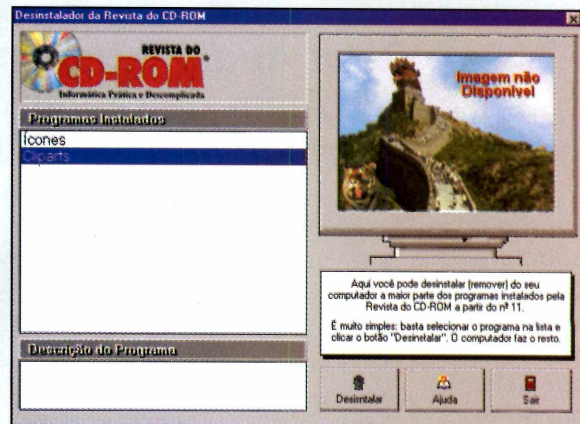 Desinstalador da Revista do CD-ROM
REVISTA DO
CD-ROM
Informática Prática e Descomplicada
Programas Instalados
Ícones
Cliparts
Descrição do Programa
Imagem não
Disponível
Aqui você pode desinstalar (remover) do seu
computador a maior parte dos programas instalados pela
Revista do CD-ROM a partir do nº 11.
É muito simples: basta selecionar o programa na lista e
clicar o botão "Desinstalar". O computador faz o resto.
Desinstalar
Ajuda
Sair